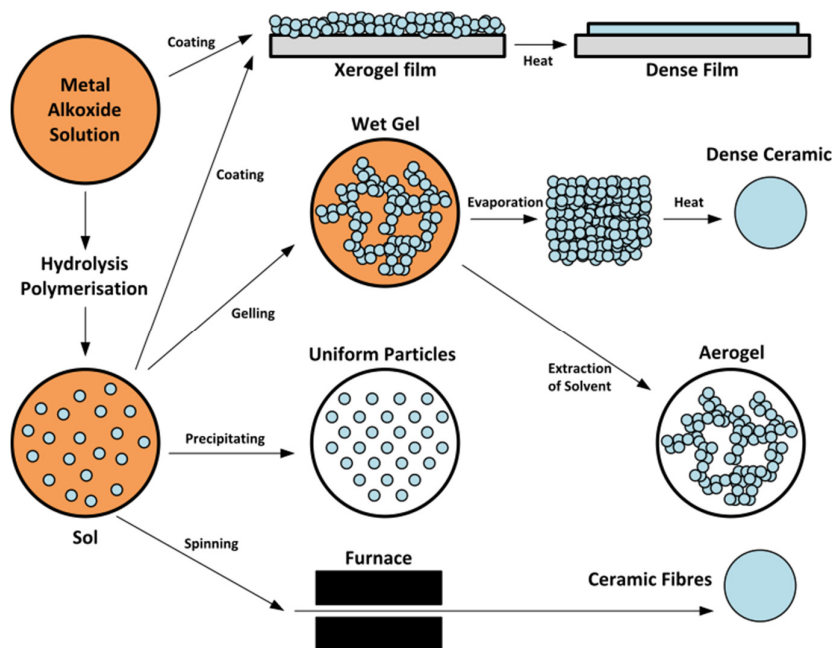 Coating
Metal
Alkoxide
Solution
Xerogel film
Heat
Dense Film
Wet Gel
Coating
Dense Ceramic
Evaporation
Heat
Hydrolysis
Polymerisation
Gelling
Uniform Particles
Aerogel
Extraction
of Solvent
Precipitating
Sol
Spinning
Furnace
Ceramic Fibres